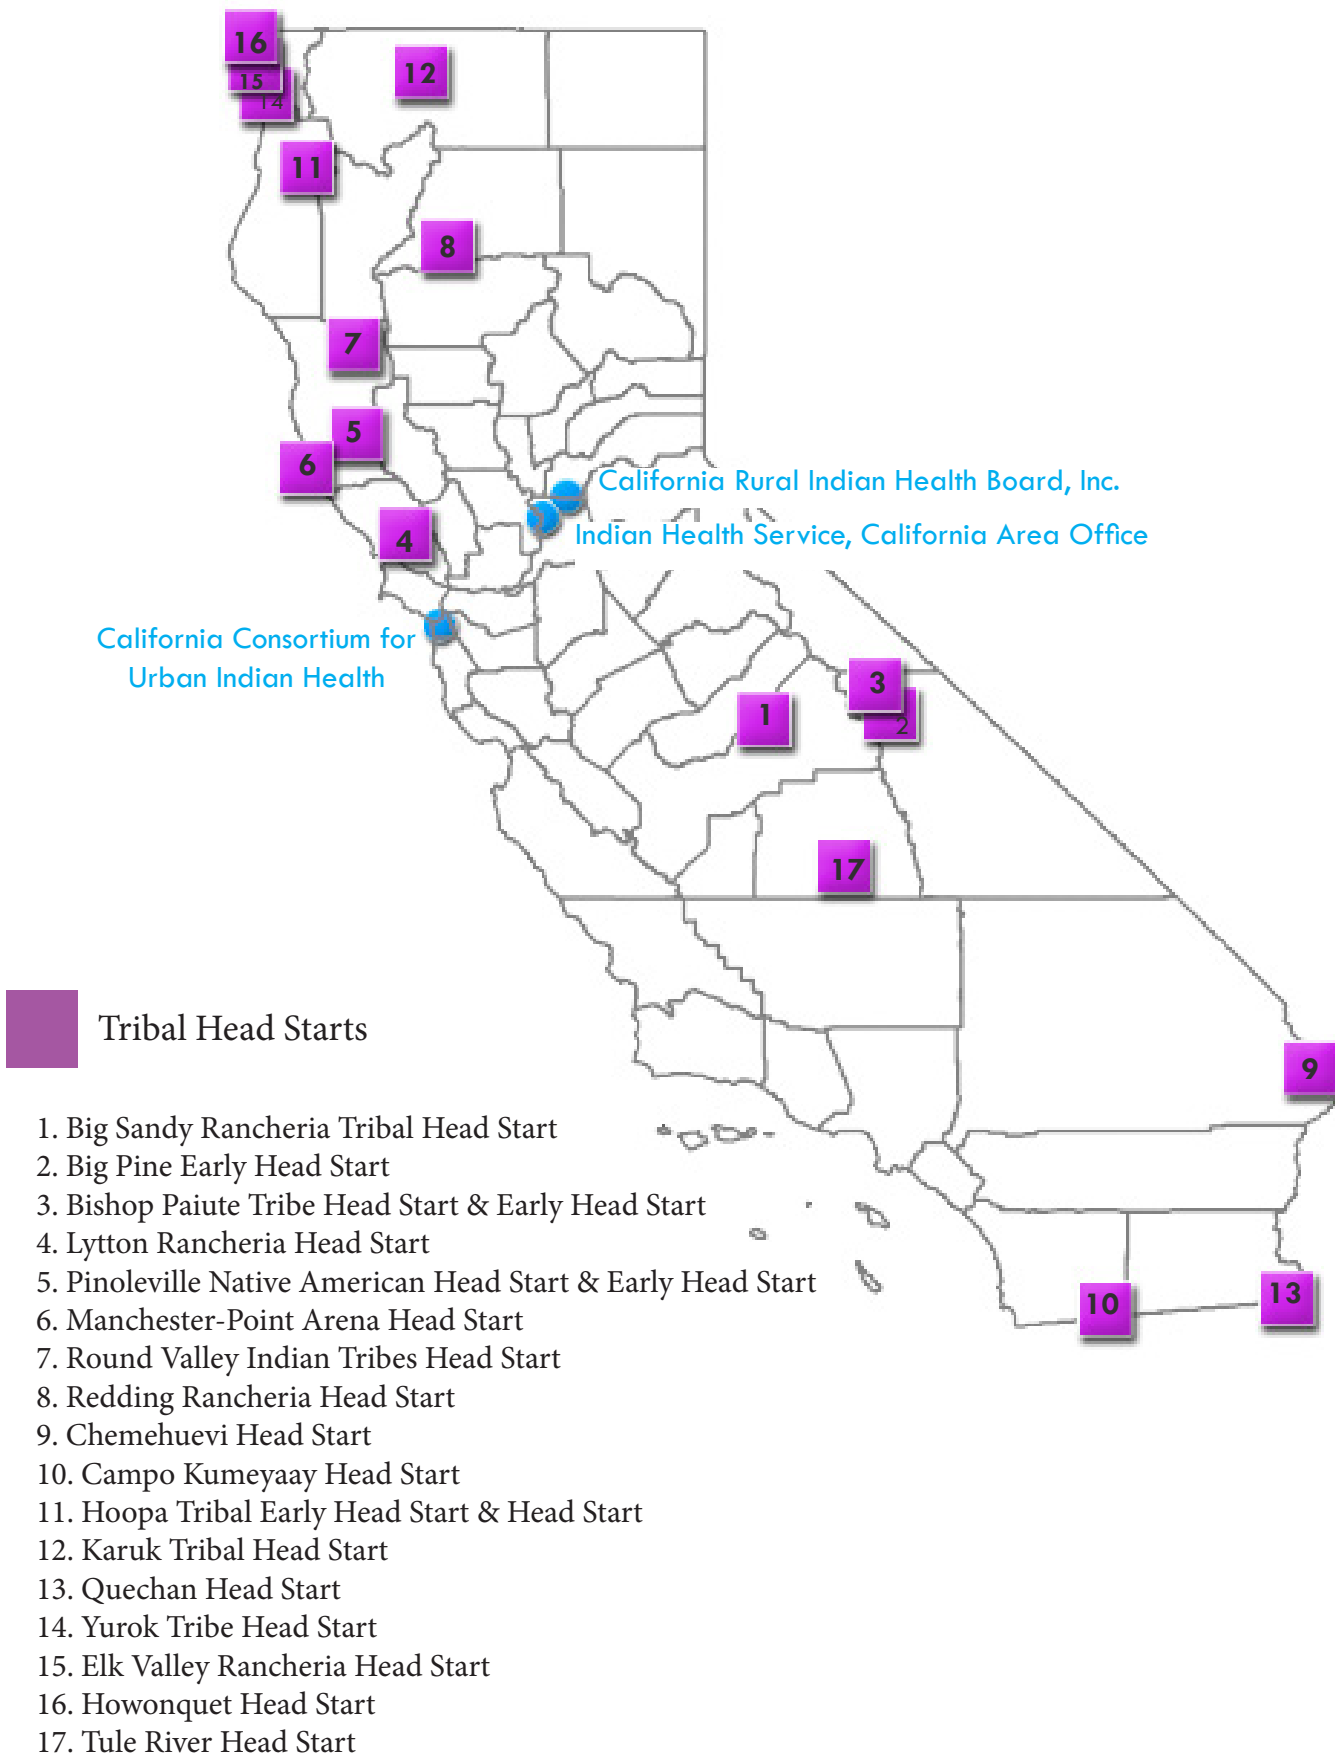 16
15
14
12
11
8
7
5
6
California Rural Indian Health Board, Inc.
Indian Health Service, California Area Office
4
California Consortium for
Urban Indian Health
3
2
1
17
9
10
13
Tribal Head Starts
1. Big Sandy Rancheria Tribal Head Start
2. Big Pine Early Head Start
3. Bishop Paiute Tribe Head Start & Early Head Start
4. Lytton Rancheria Head Start
5. Pinoleville Native American Head Start & Early Head Start
6. Manchester-Point Arena Head Start
7. Round Valley Indian Tribes Head Start
8. Redding Rancheria Head Start
9. Chemehuevi Head Start
10. Campo Kumeyaay Head Start
11. Hoopa Tribal Early Head Start & Head Start
12. Karuk Tribal Head Start
13. Quechan Head Start
14. Yurok Tribe Head Start
15. Elk Valley Rancheria Head Start
16. Howonquet Head Start
17. Tule River Head Start